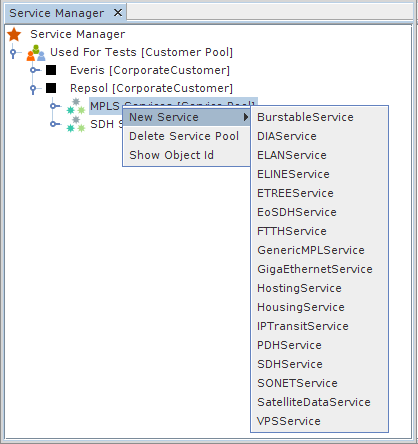 Service Manager X
Service Manager
Used For Tests [Customer Pool]
Everis [CorporateCustomer]
Repsol [CorporateCustomer]
MPLS Services [Service Pool]
SDH S
New Service
Delete Service Pool
Show Object Id
BurstableService
DIAService
ELANService
ELINEService
ETREEService
EoSDHService
FTTHService
GenericMPLService
GigaEthernetService
HostingService
HousingService
IPTransitService
PDHService
SDHService
SONETService
SatelliteDataService
VPSService